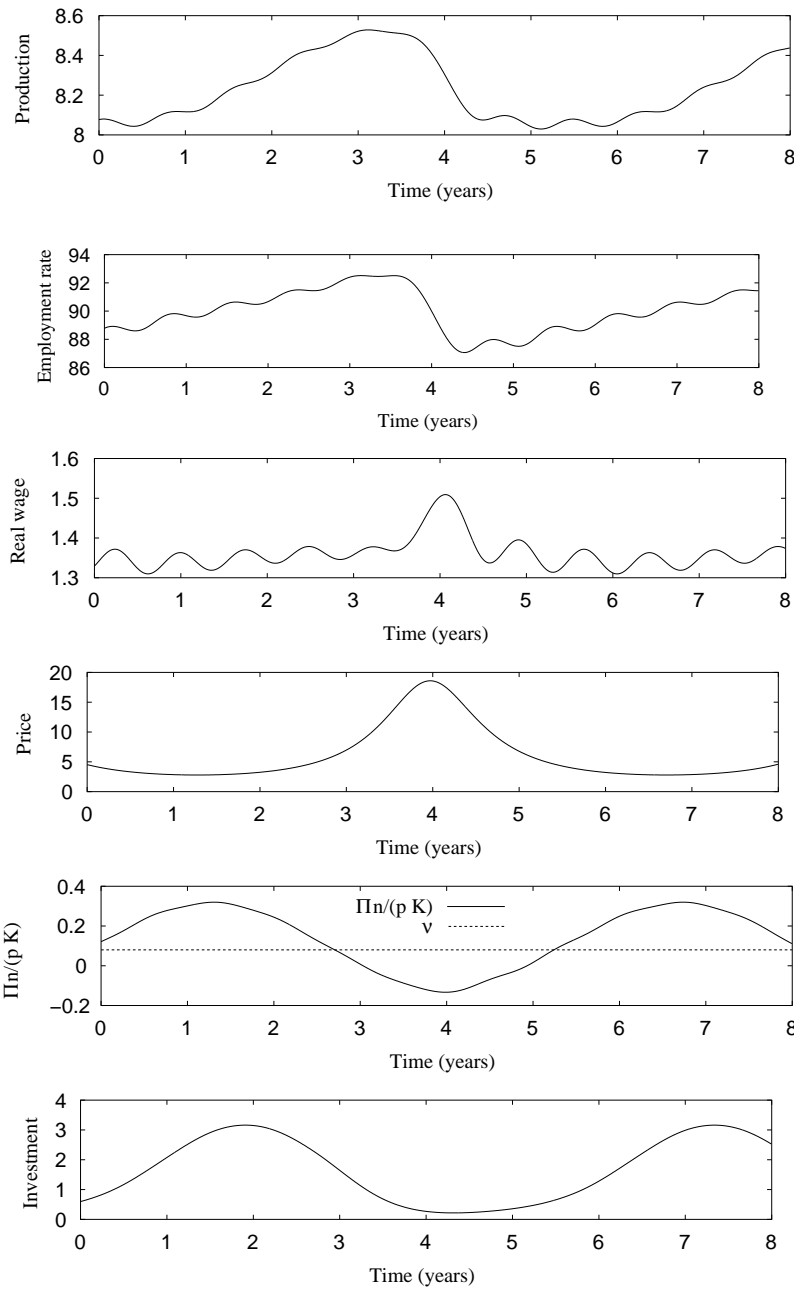 Production
8.6
8.4
8.2
8
0 1 2 3 4 5 6 7 8
Time (years)
Employment rate
94
92
90
88
86
0 1 2 3 4 5 6 7 8
Time (years)
Real wage
1.6
1.5
1.4
1.3
0 1 2 3 4 5 6 7 8
Time (years)
Price
20
15
10
5
0
0 1 2 3 4 5 6 7 8
Time (years)
Πn/(p K)
0.4
0.2
0
−0.2
Πn/(p K)
ν
0 1 2 3 4 5 6 7 8
Time (years)
Investment
4
3
2
1
0
0 1 2 3 4 5 6 7 8
Time (years)